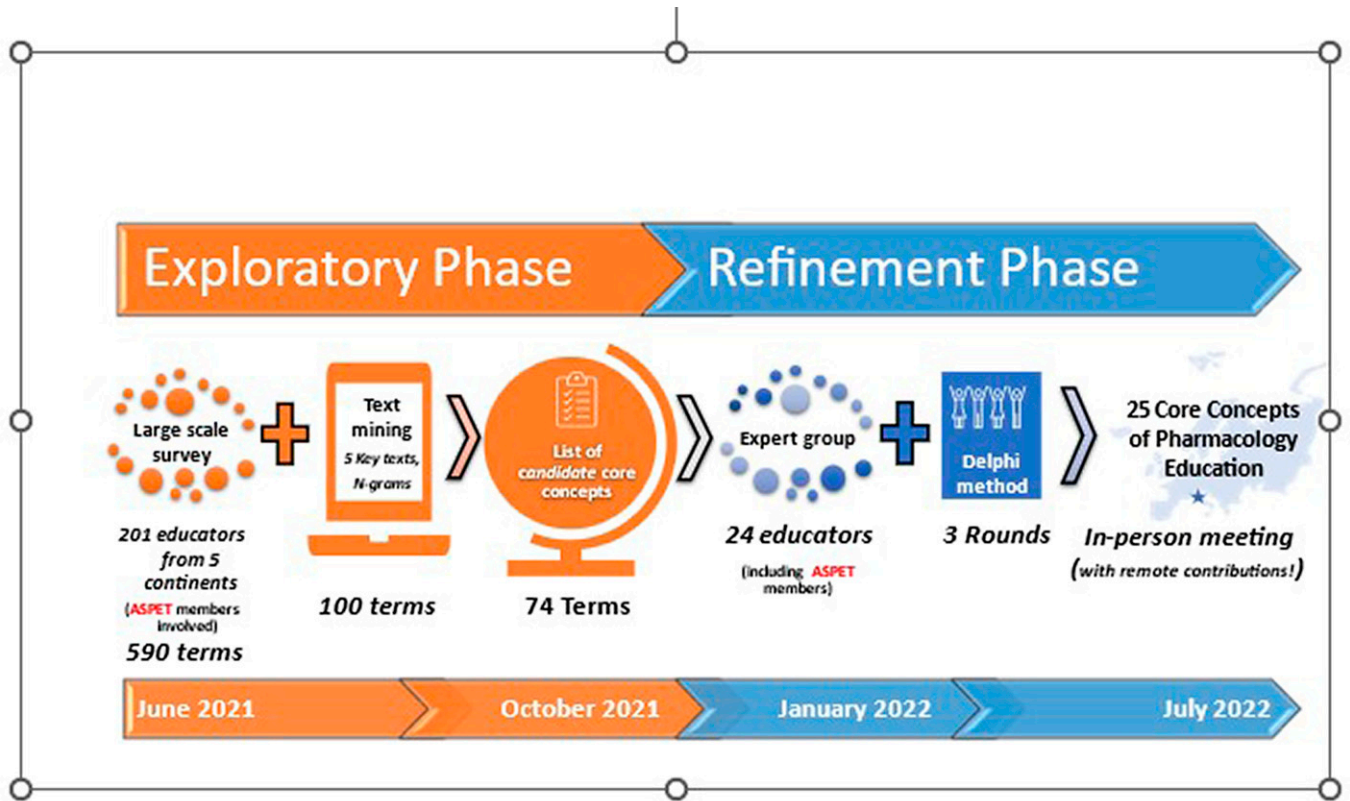 Exploratory Phase
Refinement Phase
Large scale
survey
201 educators
from 5
continents
(ASPET members
involved)
590 terms
Text
mining
5 Key texts,
N-grams
100 terms
List of
candidate core
concepts
74 Terms
Expert group
24 educators
(including ASPET
members)
Delphi
method
3 Rounds
25 Core Concepts
of Pharmacology
Education
In-person meeting
(with remote contributions!)
June 2021
October 2021
January 2022
July 2022